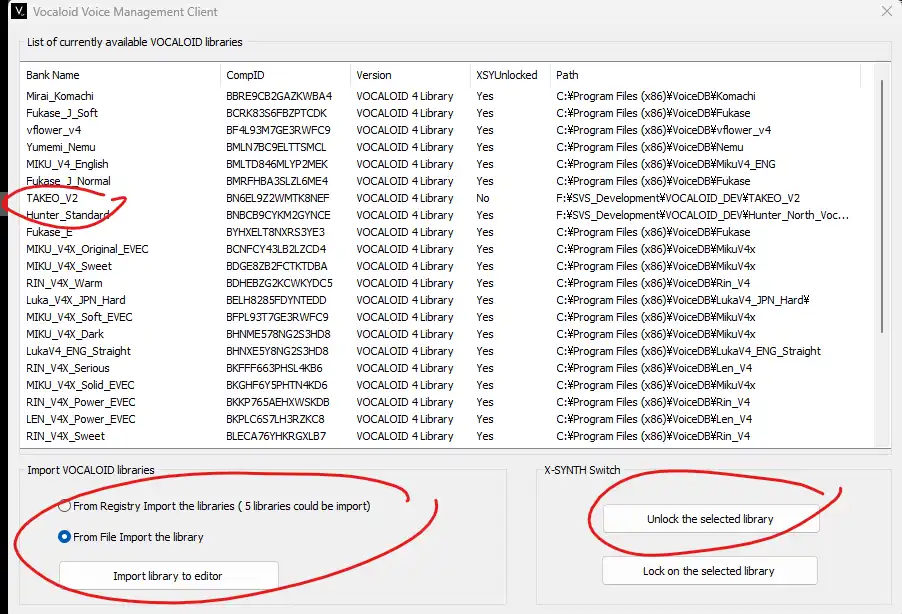 Vocaloid Voice Management Client
List of currently available VOCALOID libraries
Bank Name CompID Version XSYUnlocked Path
Mirai_Komachi BBRE9CB2GAZKWBA4 VOCALOID 4 Library Yes C:¥Program Files (x86)¥VoiceDB¥Komachi
Fukase_J_Soft BCRK83S6FBZPTCDK VOCALOID 4 Library Yes C:¥Program Files (x86)¥VoiceDB¥Fukase
vflower_v4 BF4L93M7GE3RWFC9 VOCALOID 4 Library Yes C:¥Program Files (x86)¥VoiceDB¥vflower_v4
Yumemi_Nemu BMLN7BC9ELTTSMCL VOCALOID 4 Library Yes C:¥Program Files (x86)¥VoiceDB¥Nemu
MIKU_V4_English BMLTD846MLYP2MEK VOCALOID 4 Library Yes C:¥Program Files (x86)¥VoiceDB¥MikuV4_ENG
Fukase_J_Normal BMRFHBA3SLZL6ME4 VOCALOID 4 Library Yes C:¥Program Files (x86)¥VoiceDB¥Fukase
TAKEO_V2 BN6EL9Z2WMTK8NEF VOCALOID 4 Library No F:¥SVS_Development¥VOCALOID_DEV¥TAKEO_V2
Hunter_Standard BNBCB9CYKM2GYNCE VOCALOID 4 Library Yes F:¥SVS_Development¥VOCALOID_DEV¥Hunter_North_Voc...
Fukase_E BYHXELT8NXRS3YE3 VOCALOID 4 Library Yes C:¥Program Files (x86)¥VoiceDB¥Fukase
MIKU_V4X_Original_EVEC BCNFCY43LB2LZCD4 VOCALOID 4 Library Yes C:¥Program Files (x86)¥VoiceDB¥MikuV4x
MIKU_V4X_Sweet BDGE8ZB2FCTKTDBA VOCALOID 4 Library Yes C:¥Program Files (x86)¥VoiceDB¥MikuV4x
RIN_V4X_Warm BDHEBZG2KCWKYDC5 VOCALOID 4 Library Yes C:¥Program Files (x86)¥VoiceDB¥Rin_V4
Luka_V4X_JPN_Hard BELH8285FDYNTEDD VOCALOID 4 Library Yes C:¥Program Files (x86)¥VoiceDB¥LukaV4_JPN_Hard¥
MIKU_V4X_Soft_EVEC BFPL93T7GE3RWFC9 VOCALOID 4 Library Yes C:¥Program Files (x86)¥VoiceDB¥MikuV4x
MIKU_V4X_Dark BHNME578NG2S3HD8 VOCALOID 4 Library Yes C:¥Program Files (x86)¥VoiceDB¥MikuV4x
LukaV4_ENG_Straight BHNXE5Y8NG2S3HD8 VOCALOID 4 Library Yes C:¥Program Files (x86)¥VoiceDB¥LukaV4_ENG_Straight
RIN_V4X_Serious BKFFF663PHSL4KB6 VOCALOID 4 Library Yes C:¥Program Files (x86)¥VoiceDB¥Len_V4
MIKU_V4X_Solid_EVEC BKGHF6Y5PHTN4KD6 VOCALOID 4 Library Yes C:¥Program Files (x86)¥VoiceDB¥MikuV4x
RIN_V4X_Power_EVEC BKKP765AEHXWSKDB VOCALOID 4 Library Yes C:¥Program Files (x86)¥VoiceDB¥Rin_V4
LEN_V4X_Power_EVEC BKPLC6S7LH3RZKC8 VOCALOID 4 Library Yes C:¥Program Files (x86)¥VoiceDB¥Len_V4
RIN_V4X_Sweet BLECA76YHKRGXLB7 VOCALOID 4 Library Yes C:¥Program Files (x86)¥VoiceDB¥Rin_V4
Import VOCALOID libraries
From Registry Import the libraries ( 5 libraries could be import)
From File Import the library
Import library to editor
X-SYNTH Switch
Unlock the selected library
Lock on the selected library